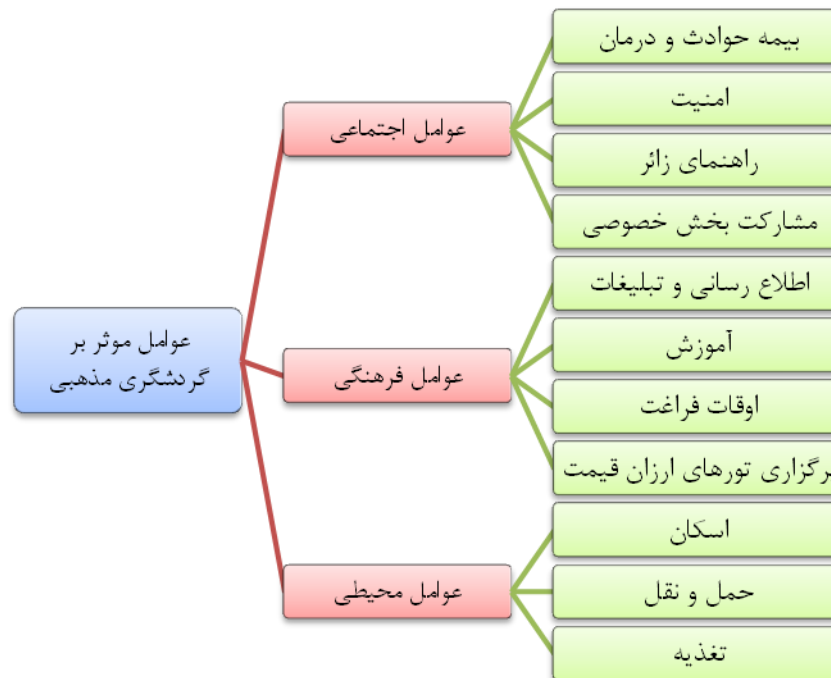 عوامل موثر بر
گردشگری مذهبی
عوامل اجتماعی
بیمه حوادث و درمان
امنیت
راهنمای زائر
مشارکت بخش خصوصی
عوامل فرهنگی
اطلاع رسانی و تبلیغات
آموزش
اوقات فراغت
برگزاری تورهای ارزان قیمت
عوامل محیطی
اسکان
حمل و نقل
تغذیه